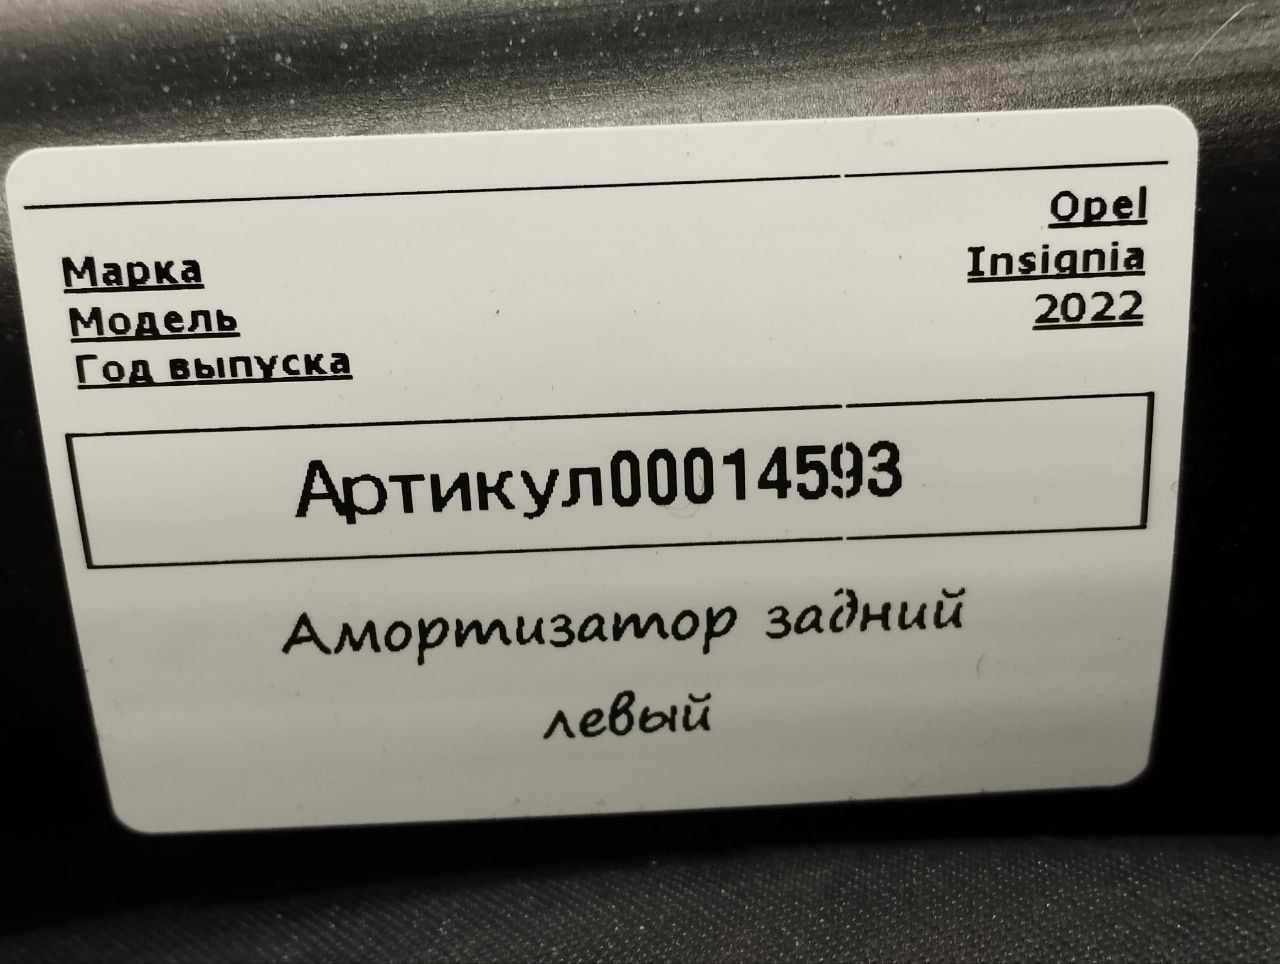 Марка Opel
Модель Insignia
Год выпуска 2022
Артикул00014593
Амортизатор задний
левый